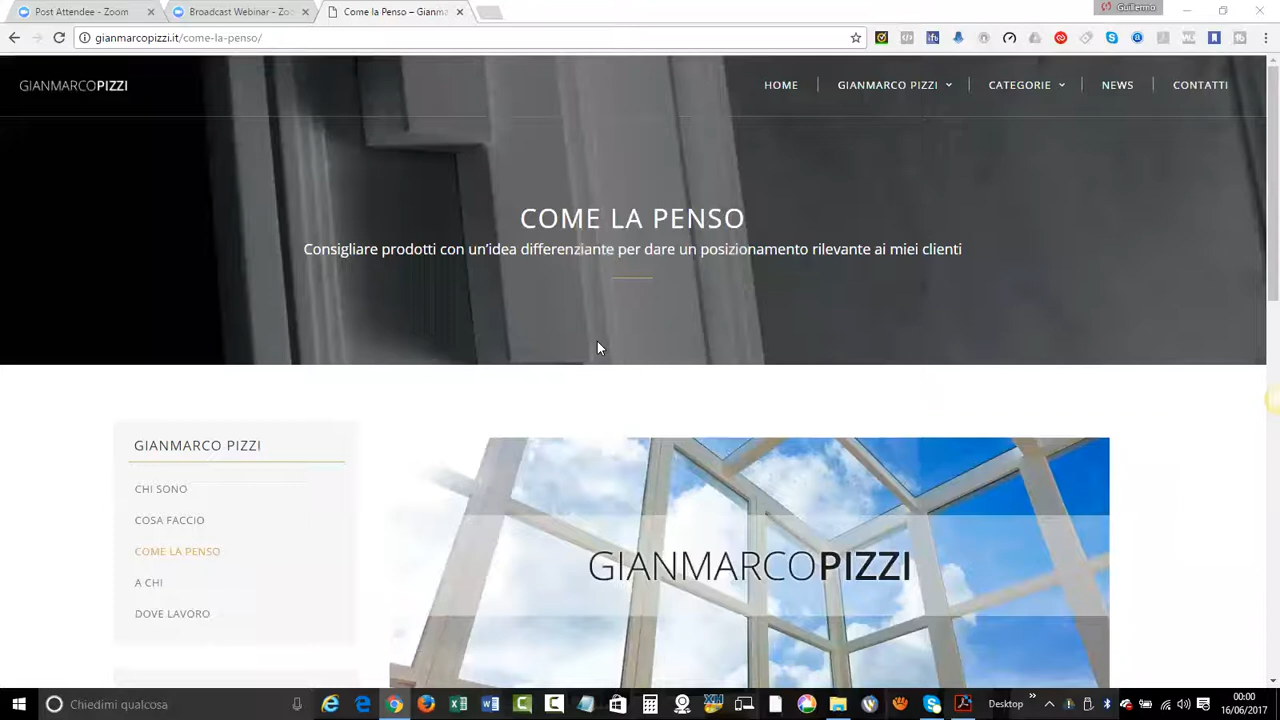 Post Attendee - Zoom
Broadcast Webinar - Zo
Come la Penso – Gianma
Guillermo
gianmarcopizzi.it/come-la-penso/
GIANMARCOPIZZI
HOME
GIANMARCO PIZZI
CATEGORIE
NEWS
CONTATTI
COME LA PENSO
Consigliare prodotti con un'idea differenziante per dare un posizionamento rilevante ai miei clienti
GIANMARCO PIZZI
CHI SONO
COSA FACCIO
COME LA PENSO
A CHI
DOVE LAVORO
GIANMARCOPIZZI
Chiedimi qualcosa
Desktop
00:00
16/06/2017